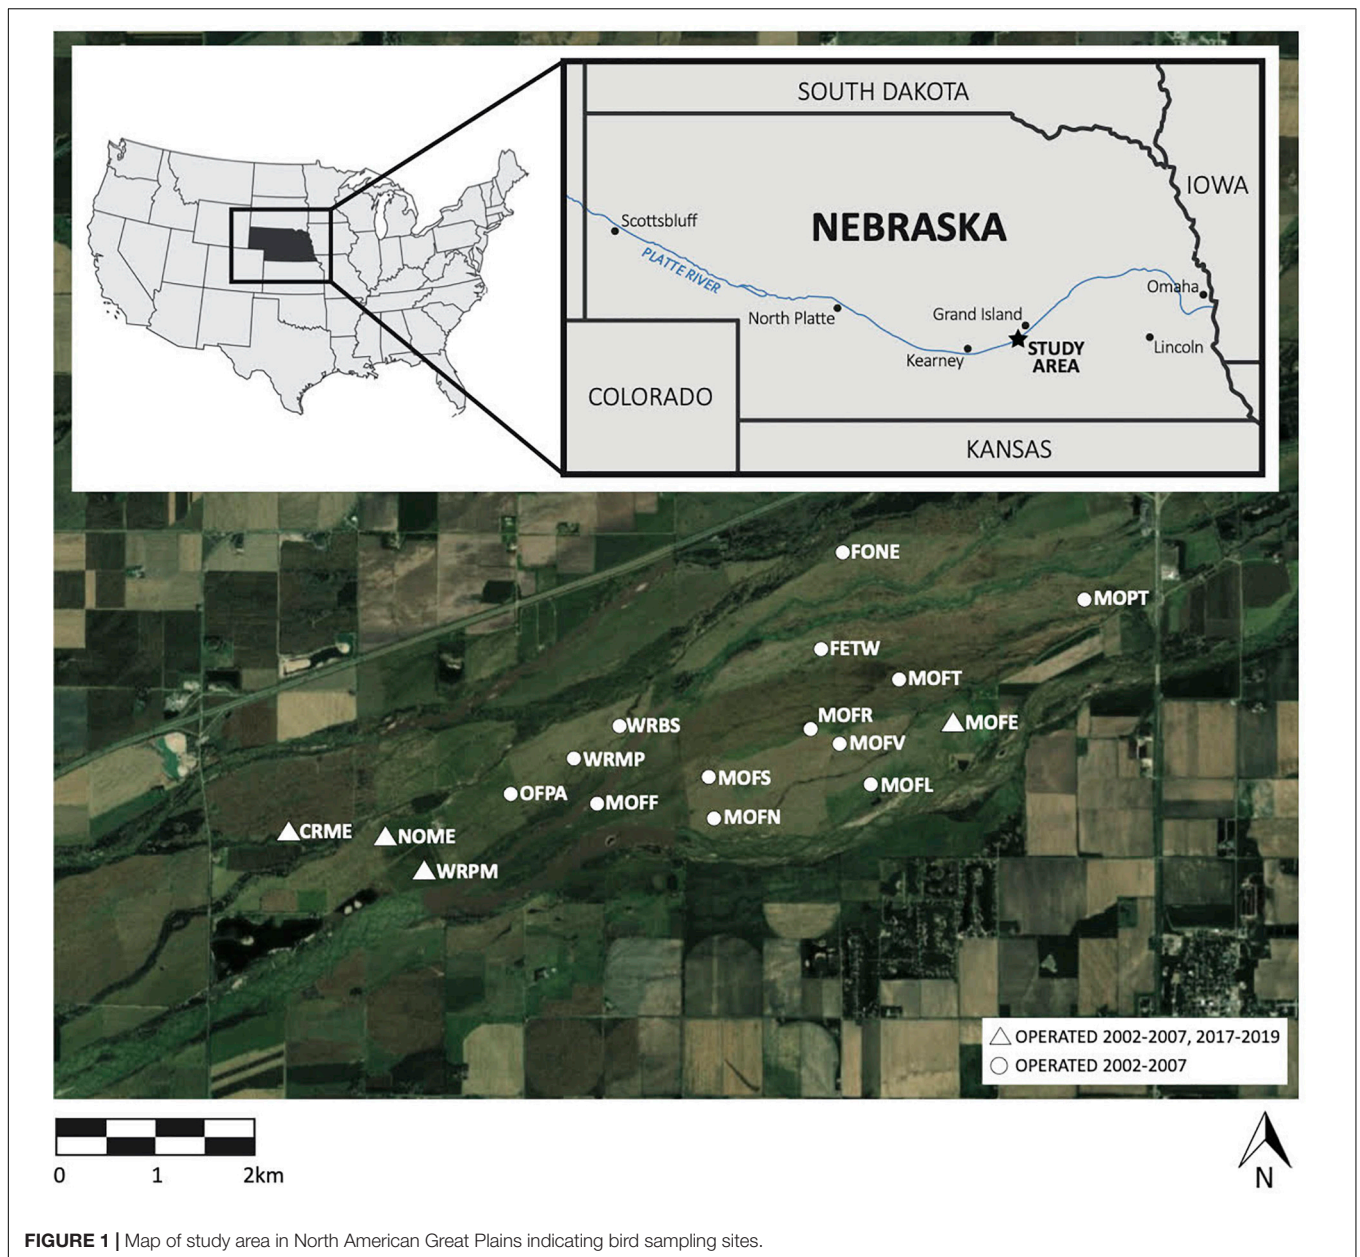 SOUTH DAKOTA
IOWA
NEBRASKA
Scottsbluff
PLATTE RIVER
Omaha
North Platte
Grand Island
Kearney
STUDY
AREA
Lincoln
COLORADO
KANSAS
FONE
MOPT
FETW
MOFT
MOFR
MOFE
WRBS
MOFV
WRMP
MOFS
MOFL
OFPA
MOFF
MOFN
CRME
NOME
WRPM
OPERATED 2002-2007, 2017-2019
OPERATED 2002-2007
0 1 2km
N
FIGURE 1 | Map of study area in North American Great Plains indicating bird sampling sites.